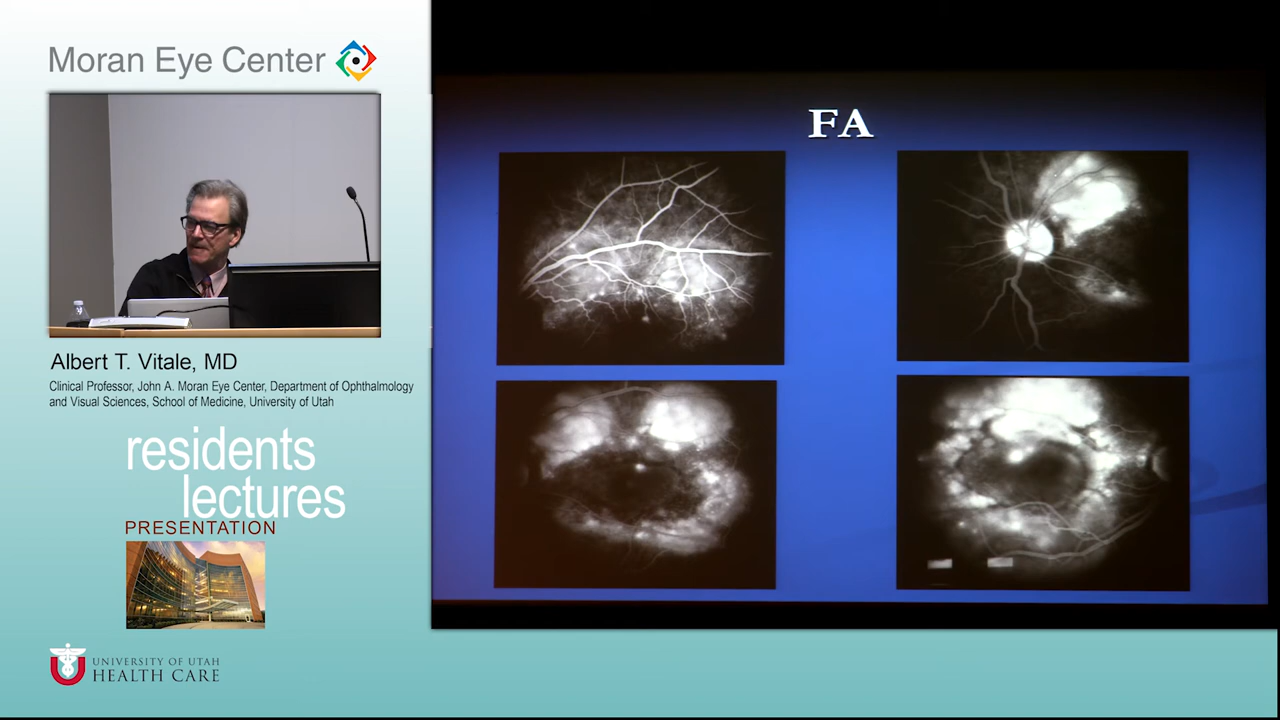 Moran Eye Center
Albert T. Vitale, MD
Clinical Professor, John A. Moran Eye Center, Department of Ophthalmology
and Visual Sciences, School of Medicine, University of Utah
residents
lectures
PRESENTATION
UNIVERSITY OF UTAH
HEALTH CARE
FA